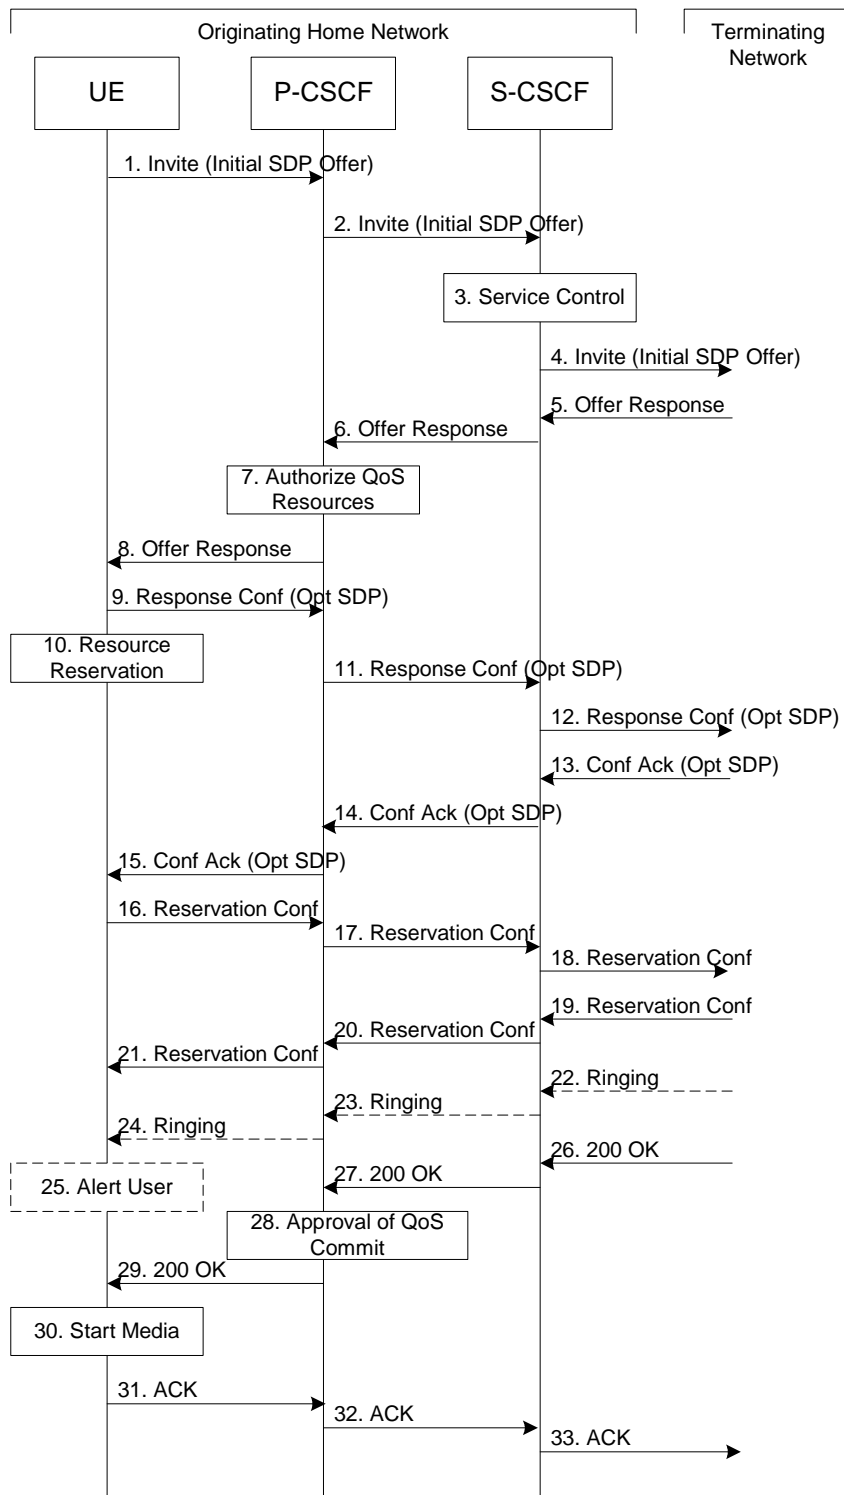 Originating Home Network
Terminating
Network
UE
P-CSCF
S-CSCF
1. Invite (Initial SDP Offer)
2. Invite (Initial SDP Offer)
3. Service Control
4. Invite (Initial SDP Offer)
5. Offer Response
6. Offer Response
7. Authorize QoS
Resources
8. Offer Response
9. Response Conf (Opt SDP)
10. Resource
Reservation
11. Response Conf (Opt SDP)
12. Response Conf (Opt SDP)
13. Conf Ack (Opt SDP)
14. Conf Ack (Opt SDP)
15. Conf Ack (Opt SDP)
16. Reservation Conf
17. Reservation Conf
18. Reservation Conf
19. Reservation Conf
20. Reservation Conf
21. Reservation Conf
22. Ringing
23. Ringing
24. Ringing
25. Alert User
26. 200 OK
27. 200 OK
28. Approval of QoS
Commit
29. 200 OK
30. Start Media
31. ACK
32. ACK
33. ACK